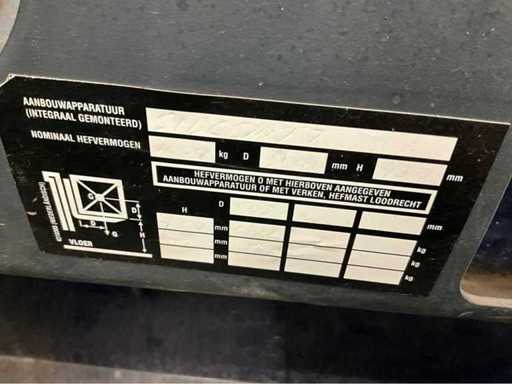 AANBOUWAPPARATUUR
(INTEGRAAL GEMONTEERD)
NOMINAAL HEFVERMOGEN kg D mm H mm
HEFVERMOGEN O MET HIERBOVEN AANGEGEVEN
AANBOUWAPPARATUUR OF MET VERKEN, HEFMAST LOODRECHT
G
D
D
H
G
VLOER
H D mm
mm kg
mm kg
mm kg